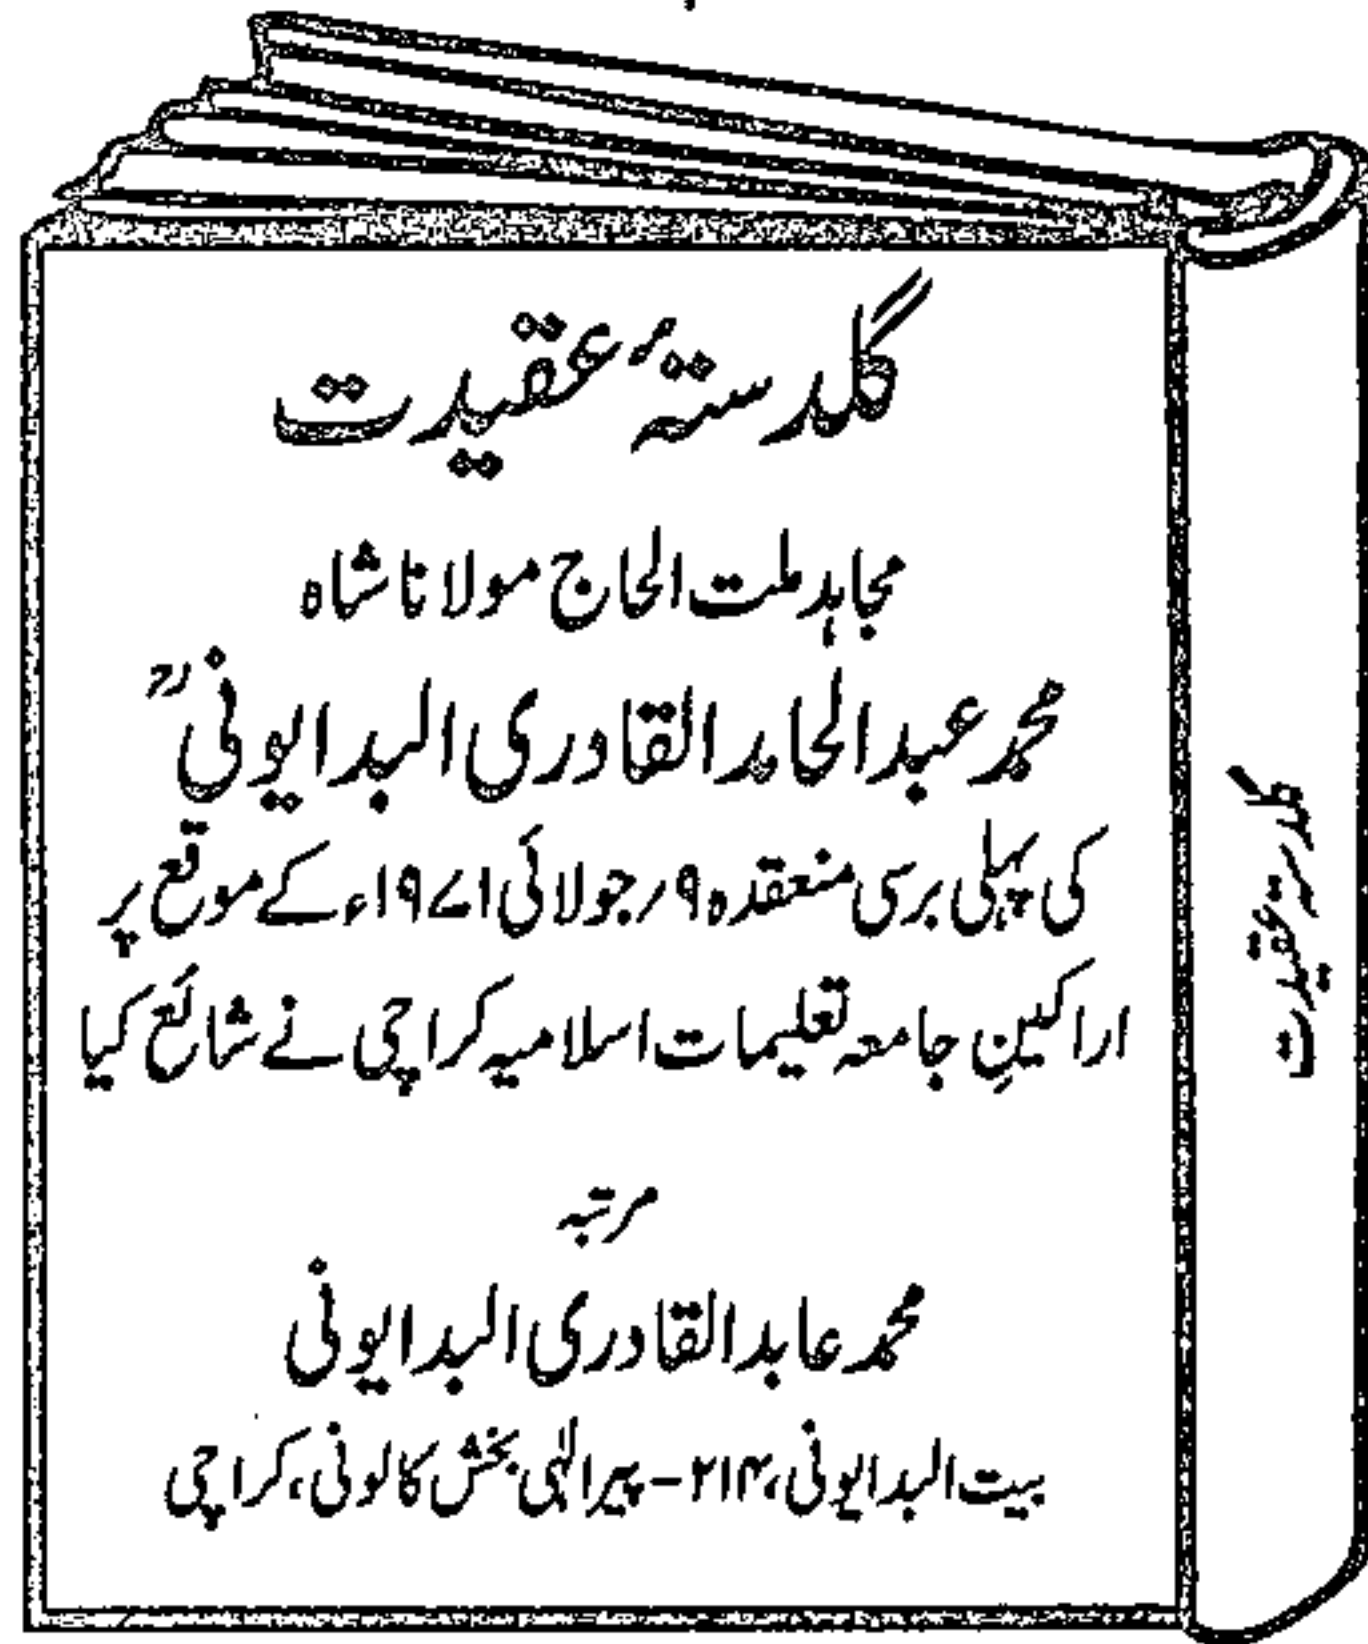 گلدستۂ عقیدت
مجاہد ملت الحاج مولانا شاہ
محمد عبدالحامد القادری البدایونیؒ
کی پہلی برسی منعقدہ ۹؍جولائی ۱۹۷۱ء کے موقع پر
اراکینِ جامعہ تعلیمات اسلامیہ کراچی نے شائع کیا
مرتبہ
محمد عابد القادری البدایونی
بیت البدایونی، ۲۱۴ - پیر الٰہی بخش کالونی، کراچی
گلدستہ عقیدت